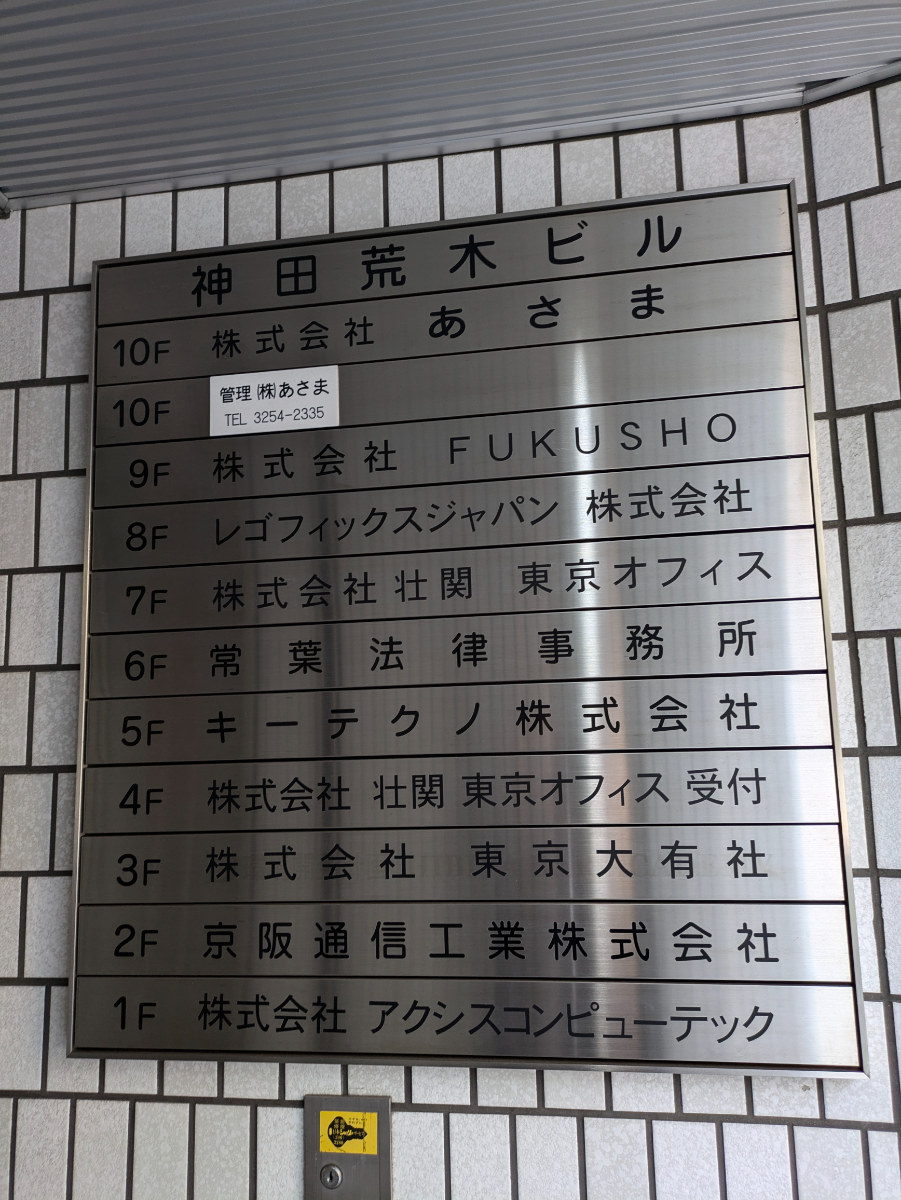 神田荒木ビル
10F 株式会社 あさま
10F 管理 ㈱あさま
TEL 3254-2335
9F 株式会社 FUKUSHO
8F レゴフィックスジャパン 株式会社
7F 株式会社 壮関 東京オフィス
6F 常葉法律事務所
5F キーテクノ株式会社
4F 株式会社 壮関 東京オフィス 受付
3F 株式会社 東京大有社
2F 京阪通信工業株式会社
1F 株式会社 アクシスコンピューテック